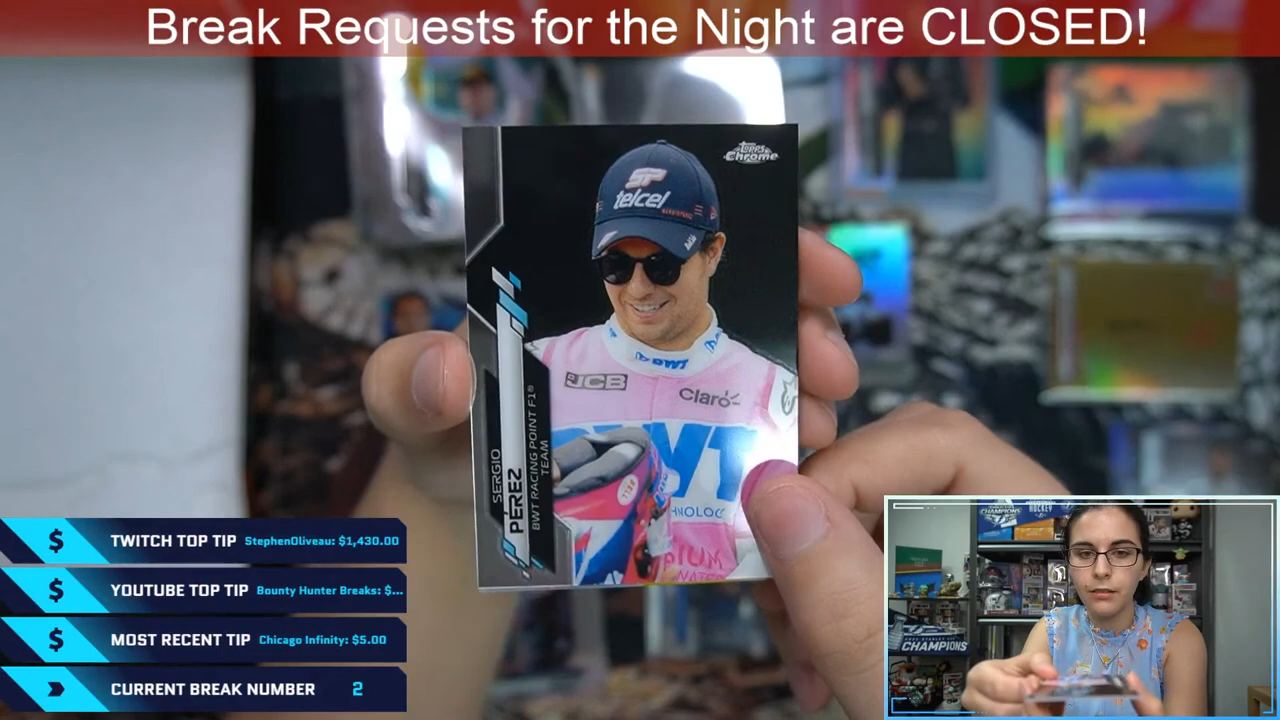 Break Requests for the Night are CLOSED!
Topps
Chrome
SP
telcel
BWT
JCB
Claro
BWT
SERGIO
PEREZ
BWT RACING POINT F1®
TEAM
TWITCH TOP TIP StephenOliveau: $1,430.00
YOUTUBE TOP TIP Bounty Hunter Breaks: $...
MOST RECENT TIP Chicago Infinity: $5.00
CURRENT BREAK NUMBER 2
CHAMPIONS
HOCKEY
CHAMPIONS